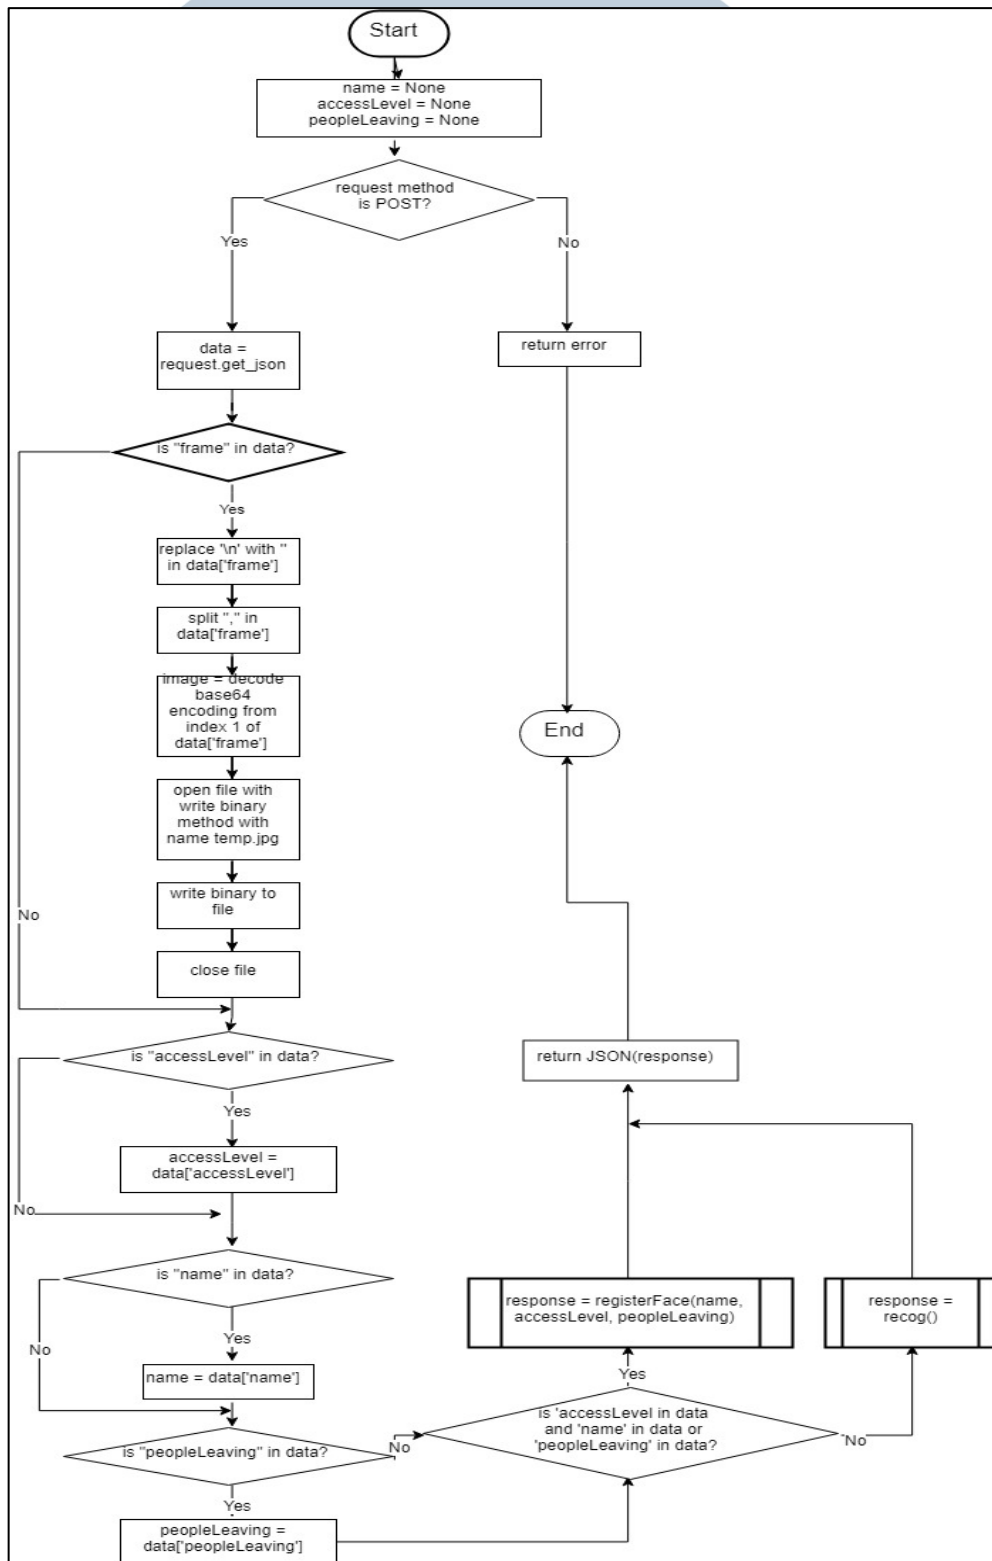 Start
name = None
accessLevel = None
peopleLeaving = None
request method
is POST?
Yes
No
data =
request.get_json
return error
is "frame" in data?
Yes
replace '\n' with ''
in data['frame']
split "," in
data['frame']
image = decode
base64
encoding from
index 1 of
data['frame']
End
open file with
write binary
method with
name temp.jpg
write binary to
file
No
close file
is "accessLevel" in data?
return JSON(response)
Yes
accessLevel =
data['accessLevel']
No
is "name" in data?
response = registerFace(name,
accessLevel, peopleLeaving)
response =
recog()
Yes
No
name = data['name']
Yes
is 'accessLevel in data
and 'name' in data or
'peopleLeaving' in data?
No
is "peopleLeaving" in data?
No
Yes
peopleLeaving =
data['peopleLeaving']